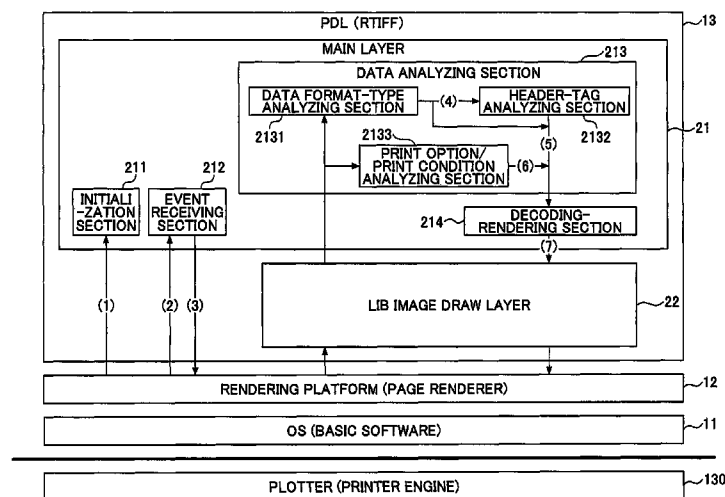 PDL (RTIFF)
13
MAIN LAYER
213
DATA ANALYZING SECTION
DATA FORMAT-TYPE
ANALYZING SECTION
(4)
HEADER-TAG
ANALYZING SECTION
2131
2132
21
2133
(5)
PRINT OPTION/
PRINT CONDITION
ANALYZING SECTION
(6)
211
212
INITIALI-
ZATION
SECTION
EVENT
RECEIVING
SECTION
214
DECODING-
RENDERING SECTION
(7)
(1)
(2)
(3)
LIB IMAGE DRAW LAYER
22
RENDERING PLATFORM (PAGE RENDERER)
12
OS (BASIC SOFTWARE)
11
PLOTTER (PRINTER ENGINE)
130